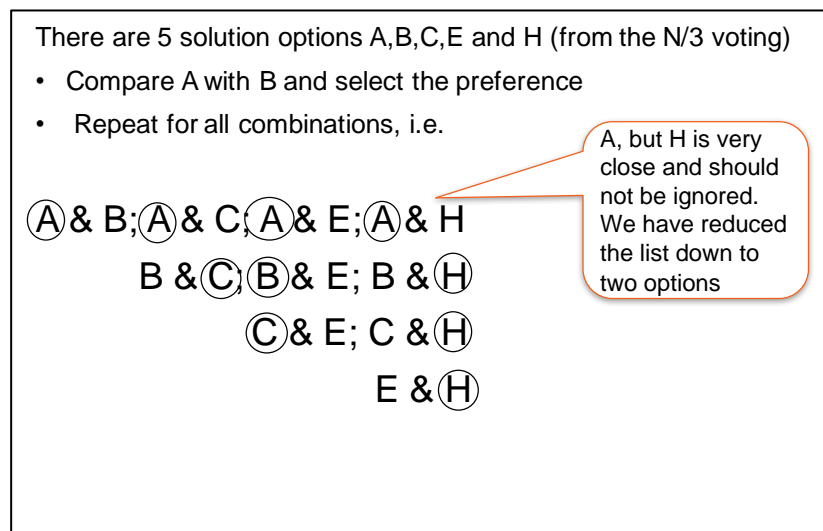 There are 5 solution options A,B,C,E and H (from the N/3 voting)
• Compare A with B and select the preference
• Repeat for all combinations, i.e.
A, but H is very
close and should
not be ignored.
We have reduced
the list down to
two options
A & B; A & C; A & E; A & H
B & C; B & E; B & H
C & E; C & H
E & H